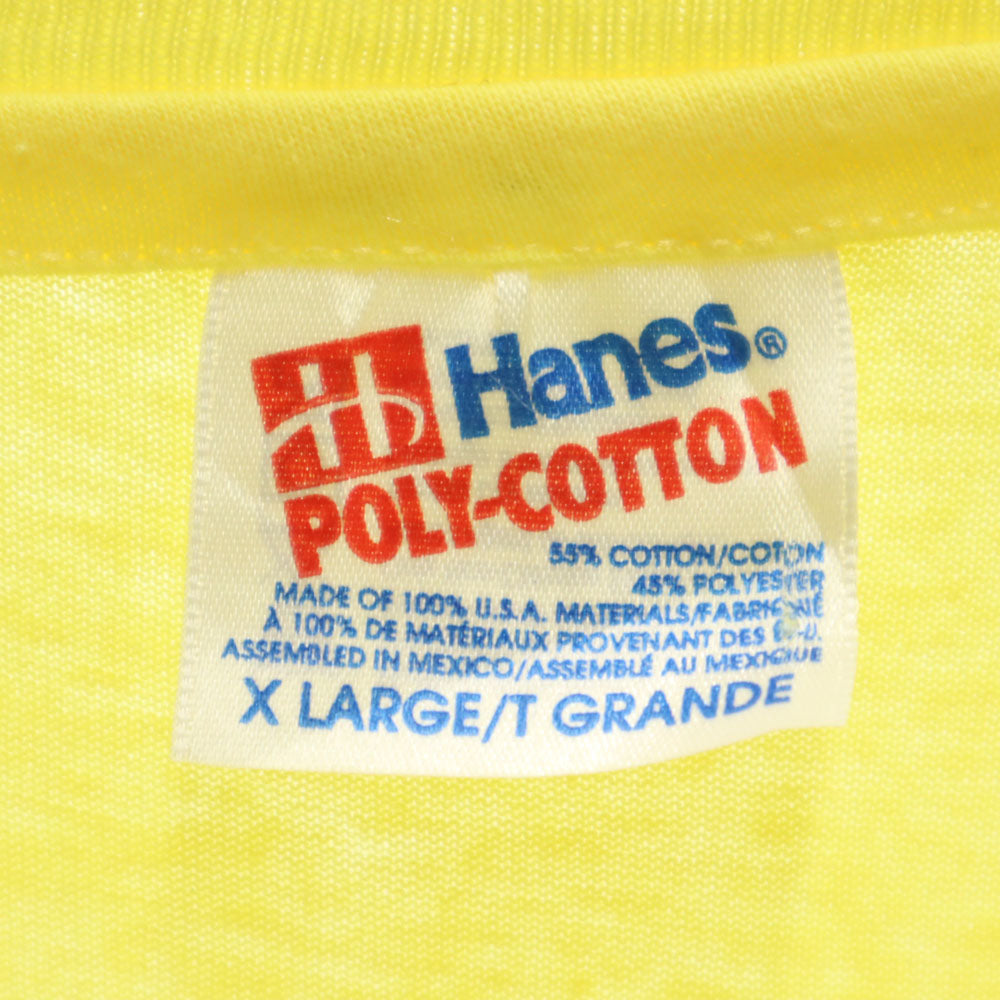 Hanes®
POLY-COTTON
55% COTTON/COTON
45% POLYESTER
MADE OF 100% U.S.A. MATERIALS/FABRIQUÉ
À 100% DE MATÉRIAUX PROVENANT DES É.-U.
ASSEMBLED IN MEXICO/ASSEMBLÉ AU MEXIQUE
X LARGE/T GRANDE